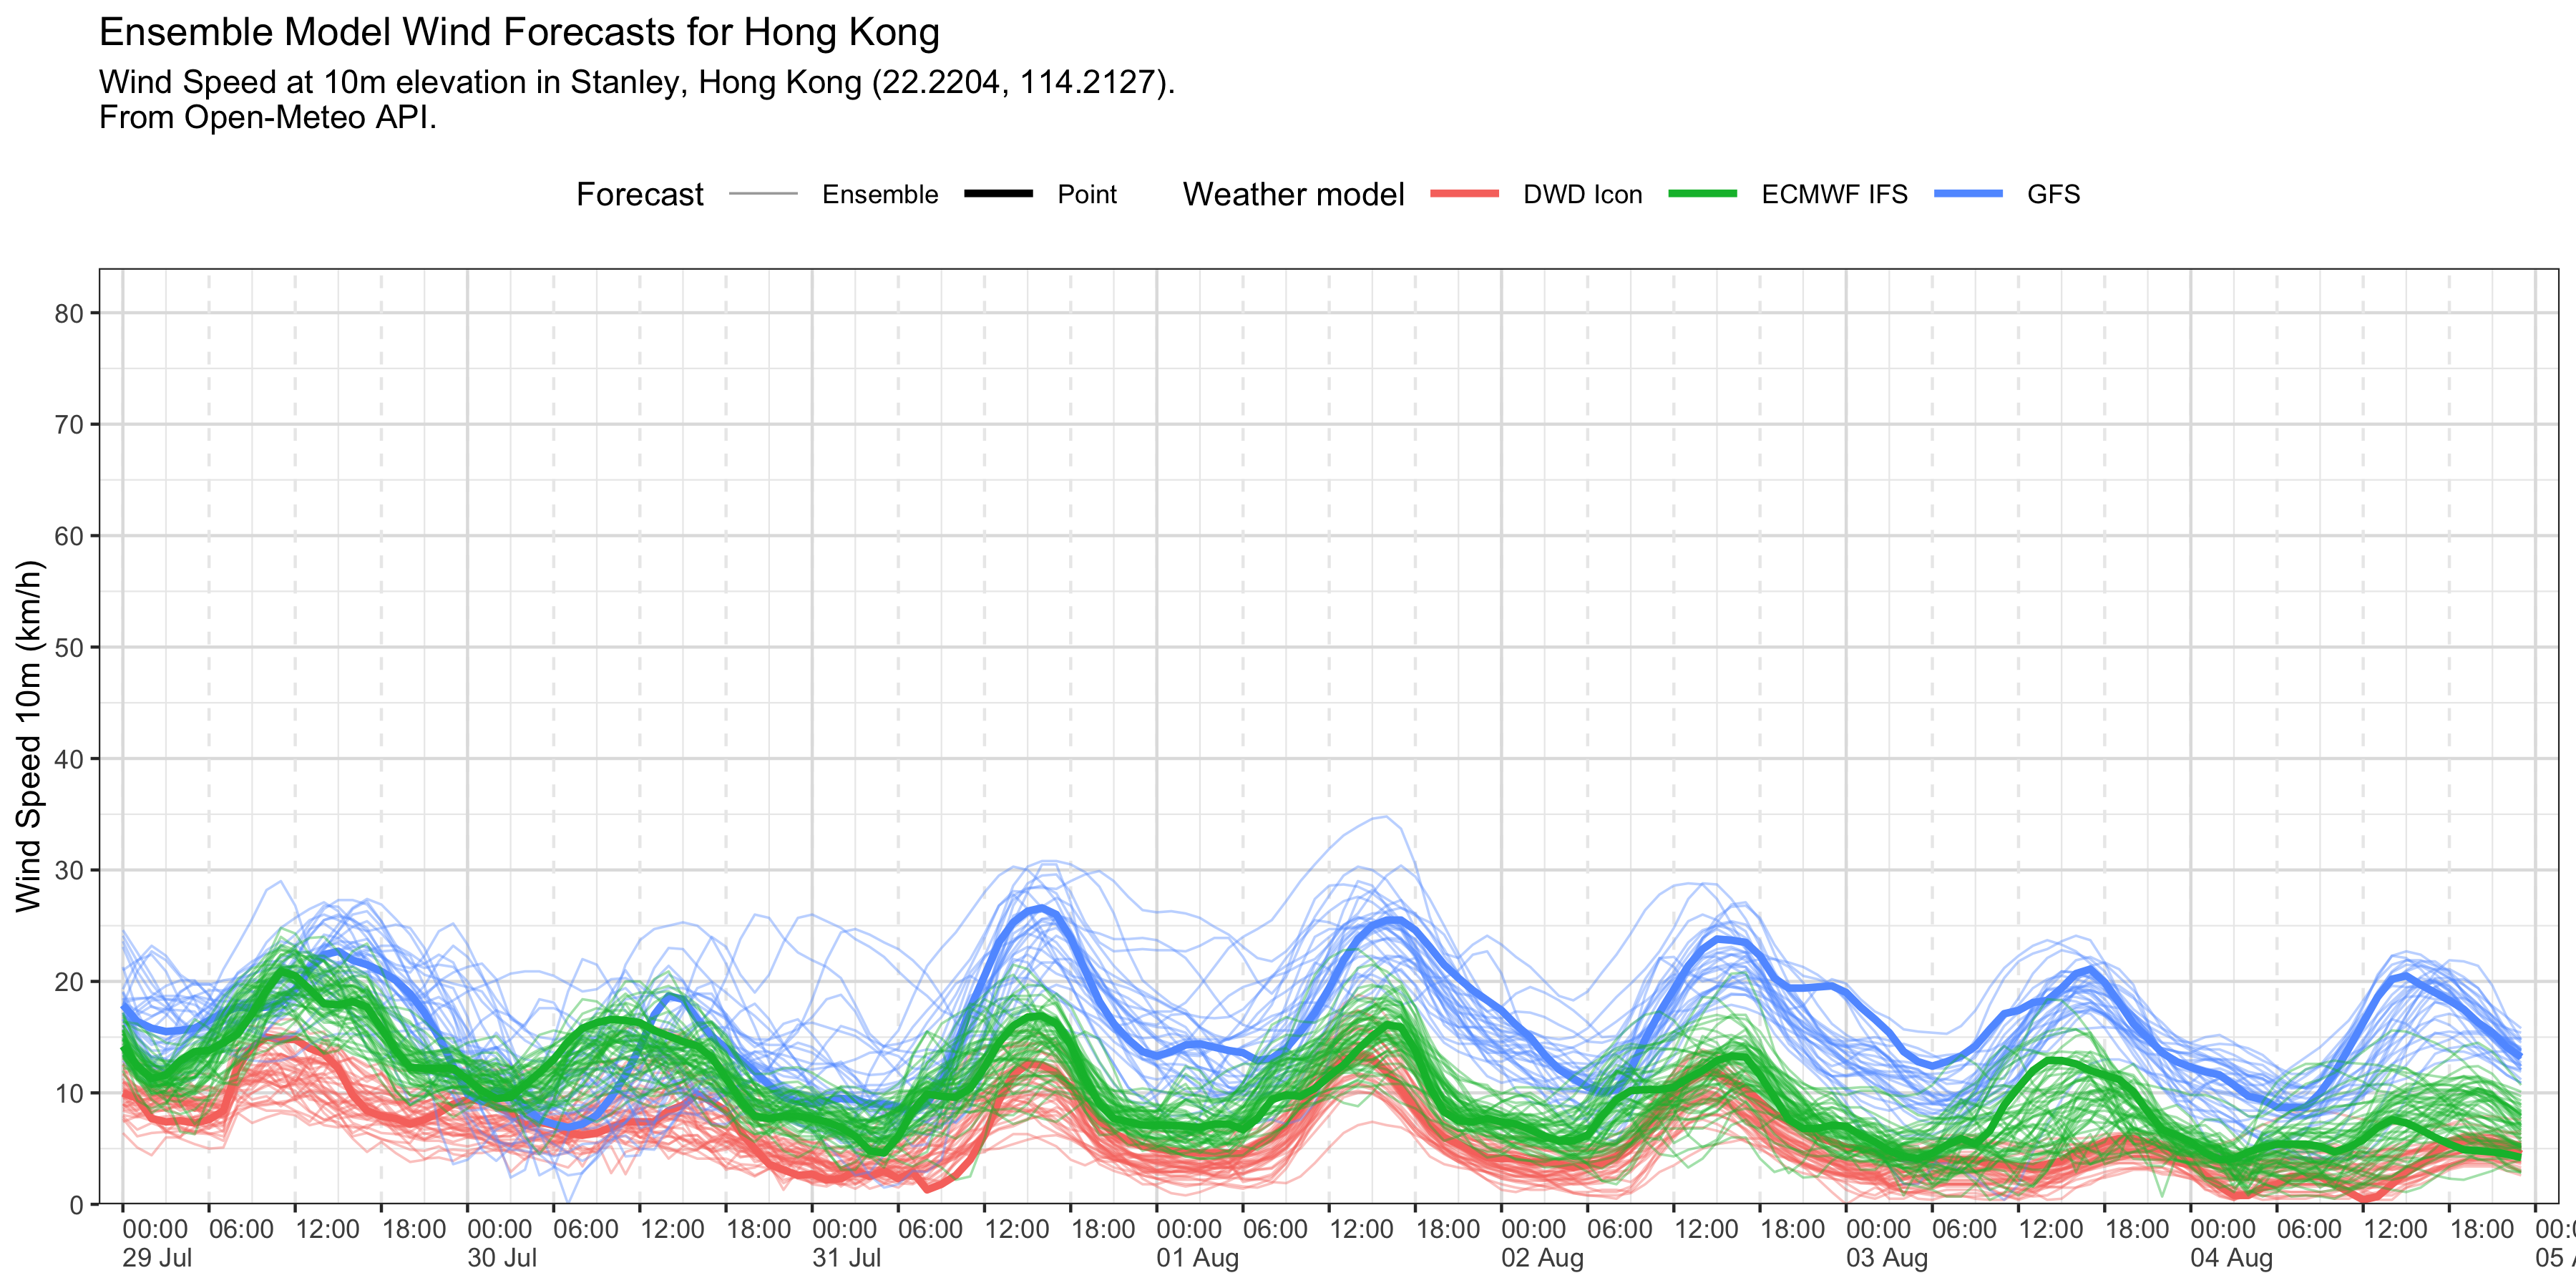 Ensemble Model Wind Forecasts for Hong Kong
Wind Speed at 10m elevation in Stanley, Hong Kong (22.2204, 114.2127).
From Open-Meteo API.
Forecast Ensemble Point Weather model DWD Icon ECMWF IFS GFS
Wind Speed 10m (km/h)
80
70
60
50
40
30
20
10
0
00:00 06:00 12:00 18:00 00:00 06:00 12:00 18:00 00:00 06:00 12:00 18:00 00:00 06:00 12:00 18:00 00:00 06:00 12:00 18:00 00:00 06:00 12:00 18:00 00:00 06:00 12:00 18:00 00:
29 Jul 30 Jul 31 Jul 01 Aug 02 Aug 03 Aug 04 Aug 05